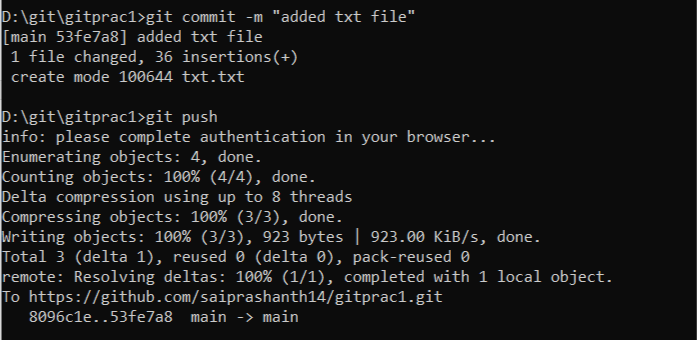 D:\git\gitprac1>git commit -m "added txt file"
[main 53fe7a8] added txt file
 1 file changed, 36 insertions(+)
 create mode 100644 txt.txt
D:\git\gitprac1>git push
info: please complete authentication in your browser...
Enumerating objects: 4, done.
Counting objects: 100% (4/4), done.
Delta compression using up to 8 threads
Compressing objects: 100% (3/3), done.
Writing objects: 100% (3/3), 923 bytes | 923.00 KiB/s, done.
Total 3 (delta 1), reused 0 (delta 0), pack-reused 0
remote: Resolving deltas: 100% (1/1), completed with 1 local object.
To https://github.com/saiprashanth14/gitprac1.git
   8096c1e..53fe7a8  main -> main